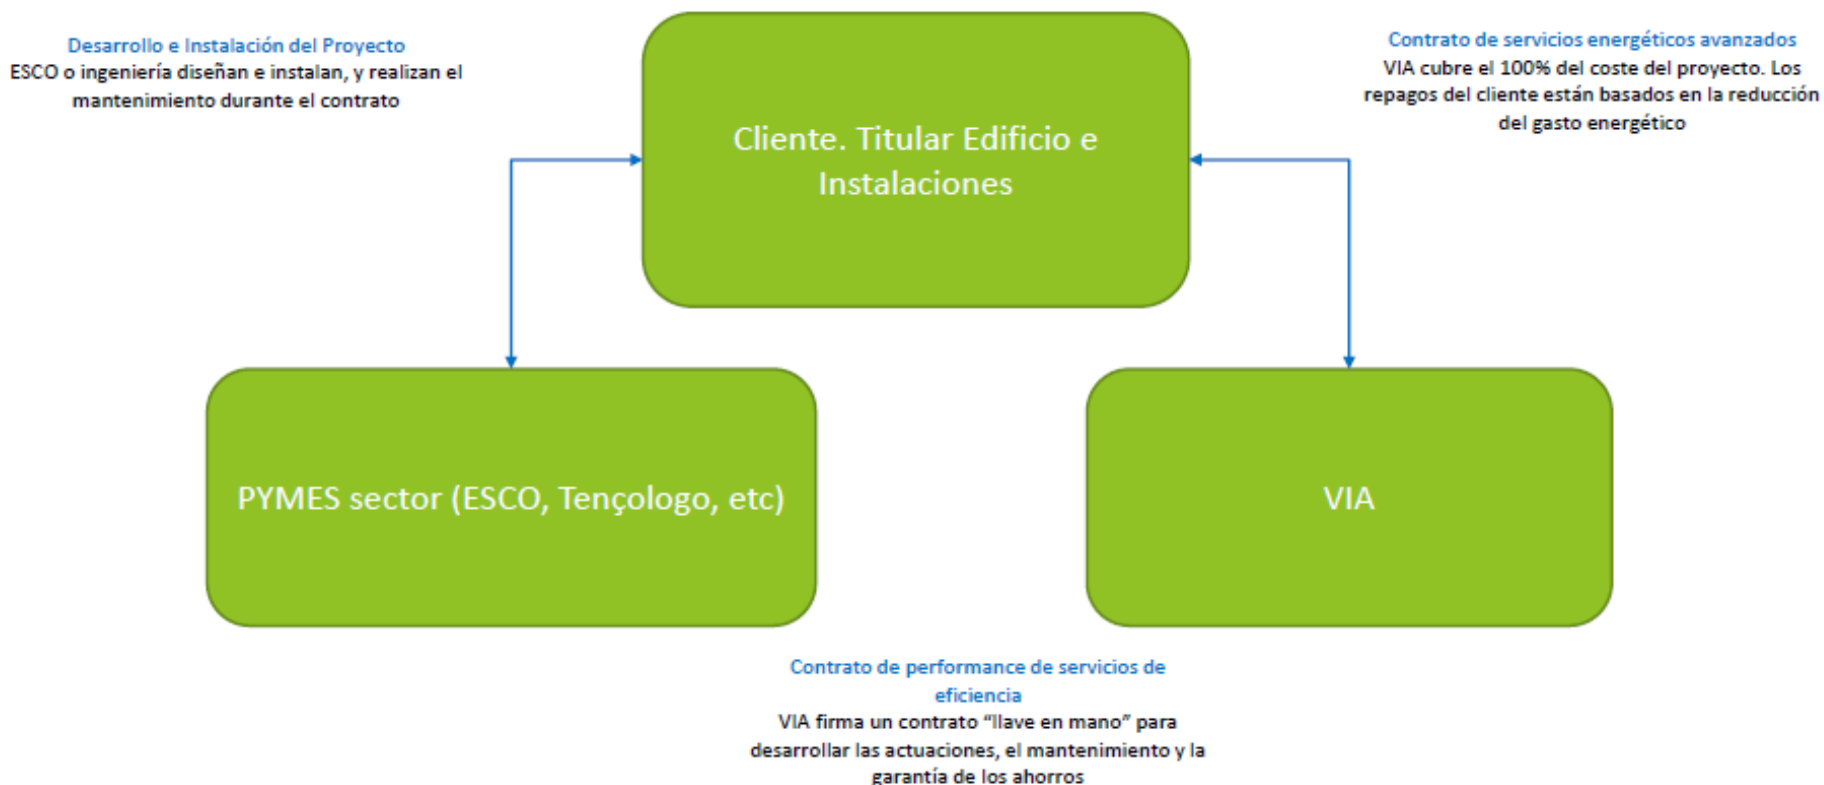 Desarrollo e Instalación del Proyecto
ESCO o ingeniería diseñan e instalan, y realizan el
mantenimiento durante el contrato
Contrato de servicios energéticos avanzados
VIA cubre el 100% del coste del proyecto. Los
repagos del cliente están basados en la reducción
del gasto energético
Cliente. Titular Edificio e
Instalaciones
PYMES sector (ESCO, Tençologo, etc)
VIA
Contrato de performance de servicios de
eficiencia
VIA firma un contrato “llave en mano” para
desarrollar las actuaciones, el mantenimiento y la
garantía de los ahorros